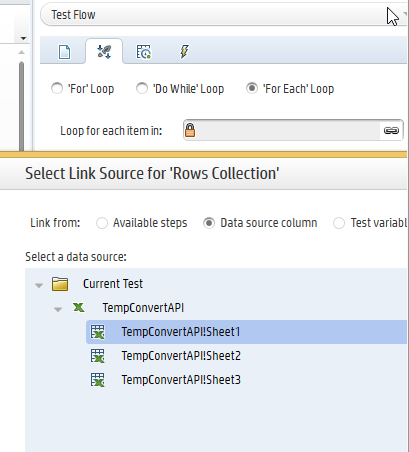 Test Flow
'For' Loop 'Do While' Loop 'For Each' Loop
Loop for each item in:
Select Link Source for 'Rows Collection'
Link from: Available steps Data source column Test variabl
Select a data source:
Current Test
TempConvertAPI
TempConvertAPI!Sheet1
TempConvertAPI!Sheet2
TempConvertAPI!Sheet3